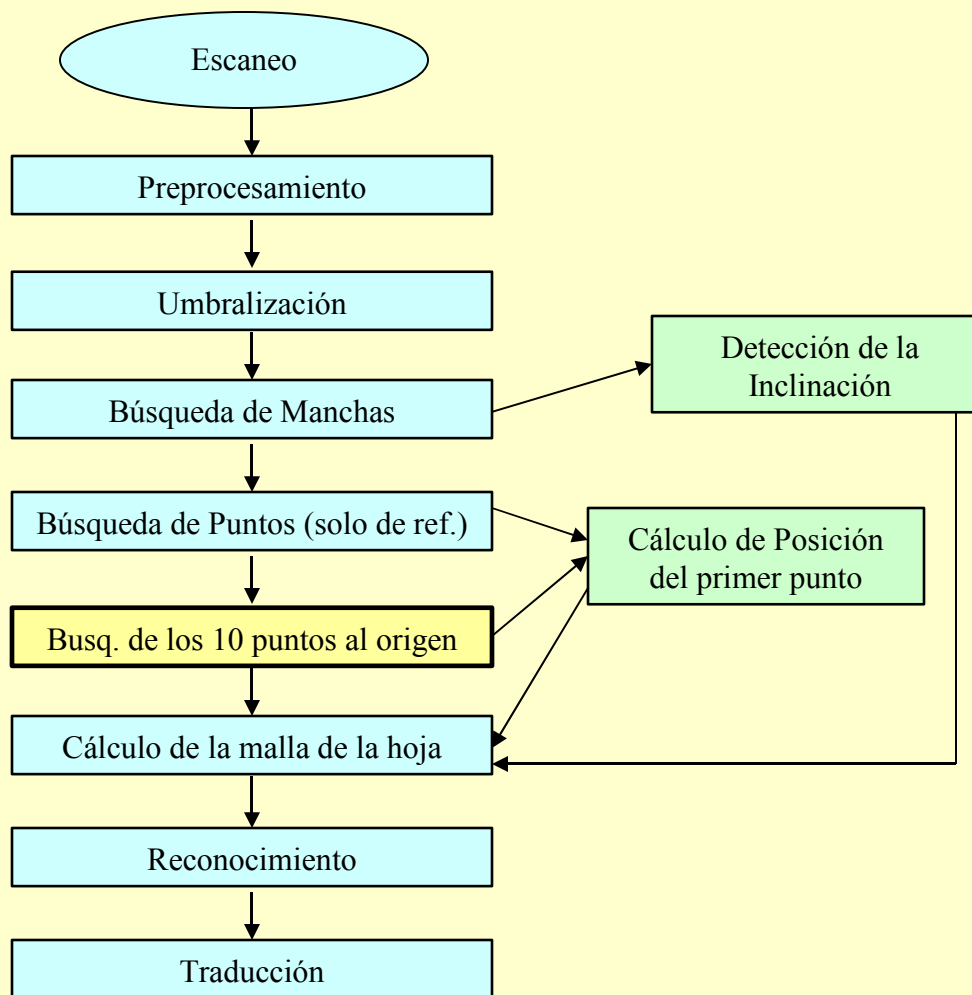 Escaneo
Preprocesamiento
Umbralización
Detección de la
Inclinación
Búsqueda de Manchas
Búsqueda de Puntos (solo de ref.)
Cálculo de Posición
del primer punto
Busq. de los 10 puntos al origen
Cálculo de la malla de la hoja
Reconocimiento
Traducción